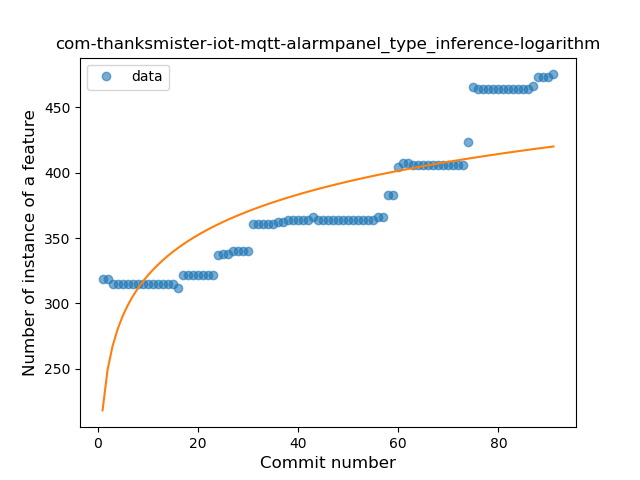 com-thanksmister-iot-mqtt-alarmpanel_type_inference-logarithm
data
Number of instance of a feature
450
400
350
300
250
0 20 40 60 80
Commit number